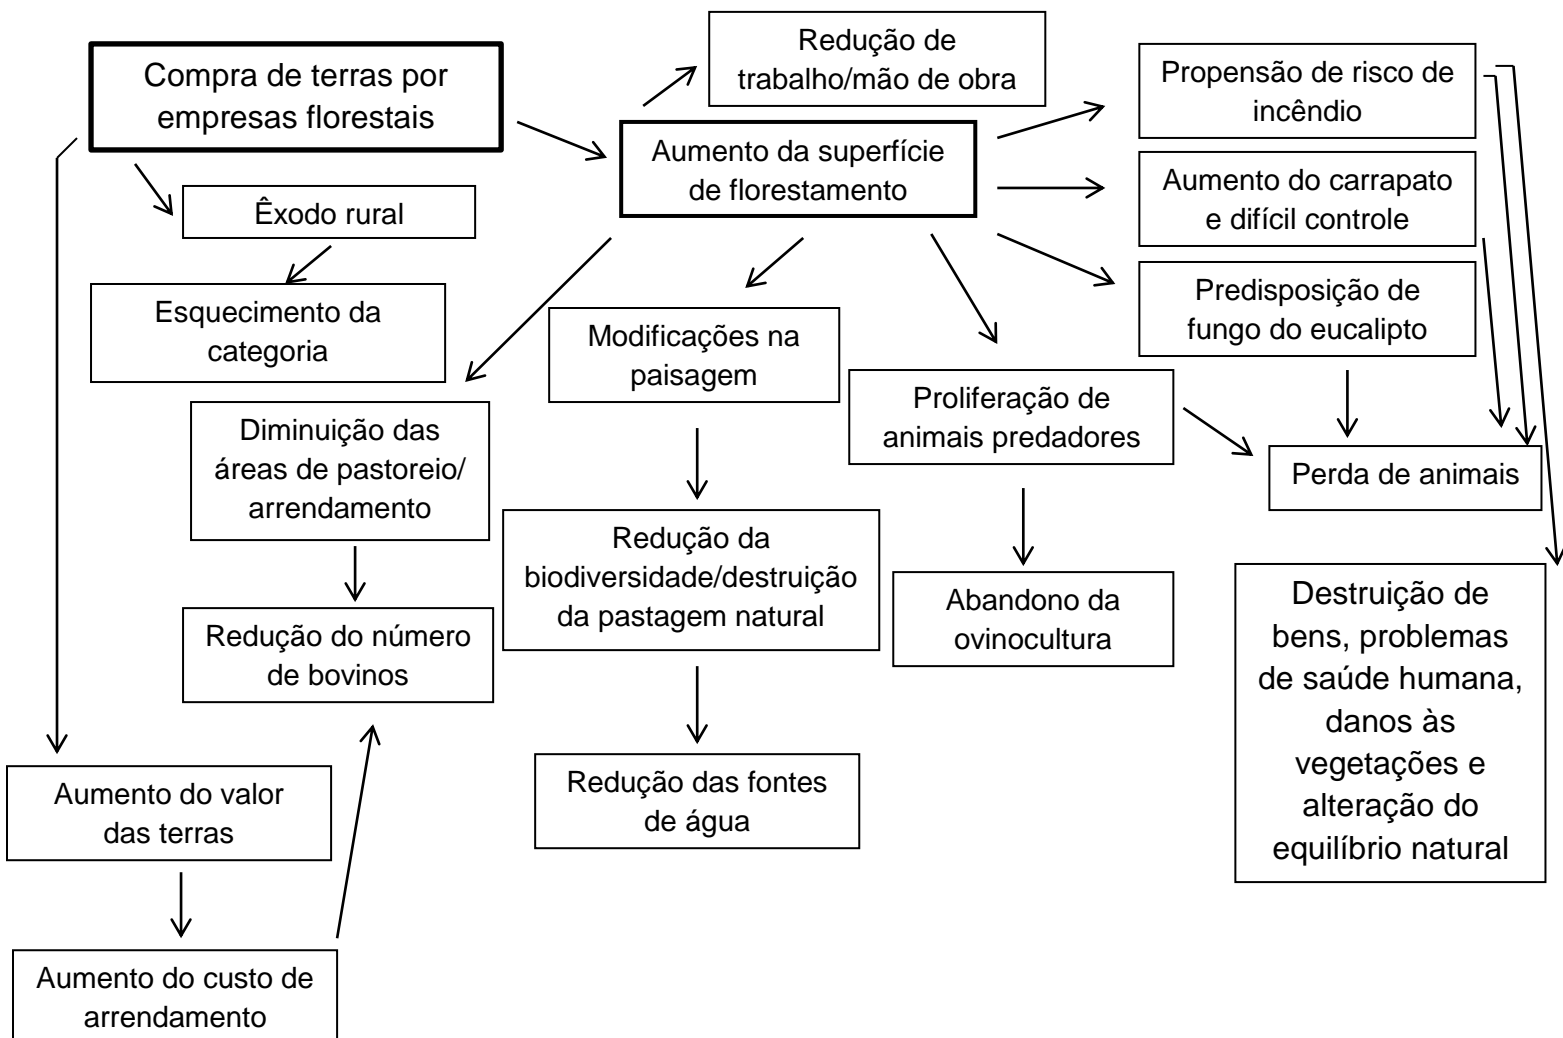 Compra de terras por
empresas florestais
Redução de
trabalho/mão de obra
Propensão de risco de
incêndio
Aumento da superfície
de florestamento
Aumento do carrapato
e difícil controle
Êxodo rural
Predisposição de
fungo do eucalipto
Esquecimento da
categoria
Modificações na
paisagem
Proliferação de
animais predadores
Diminuição das
áreas de pastoreio/
arrendamento
Perda de animais
Redução da
biodiversidade/destruição
da pastagem natural
Abandono da
ovinocultura
Destruição de
bens, problemas
de saúde humana,
danos às
vegetações e
alteração do
equilíbrio natural
Redução do número
de bovinos
Redução das fontes
de água
Aumento do valor
das terras
Aumento do custo de
arrendamento